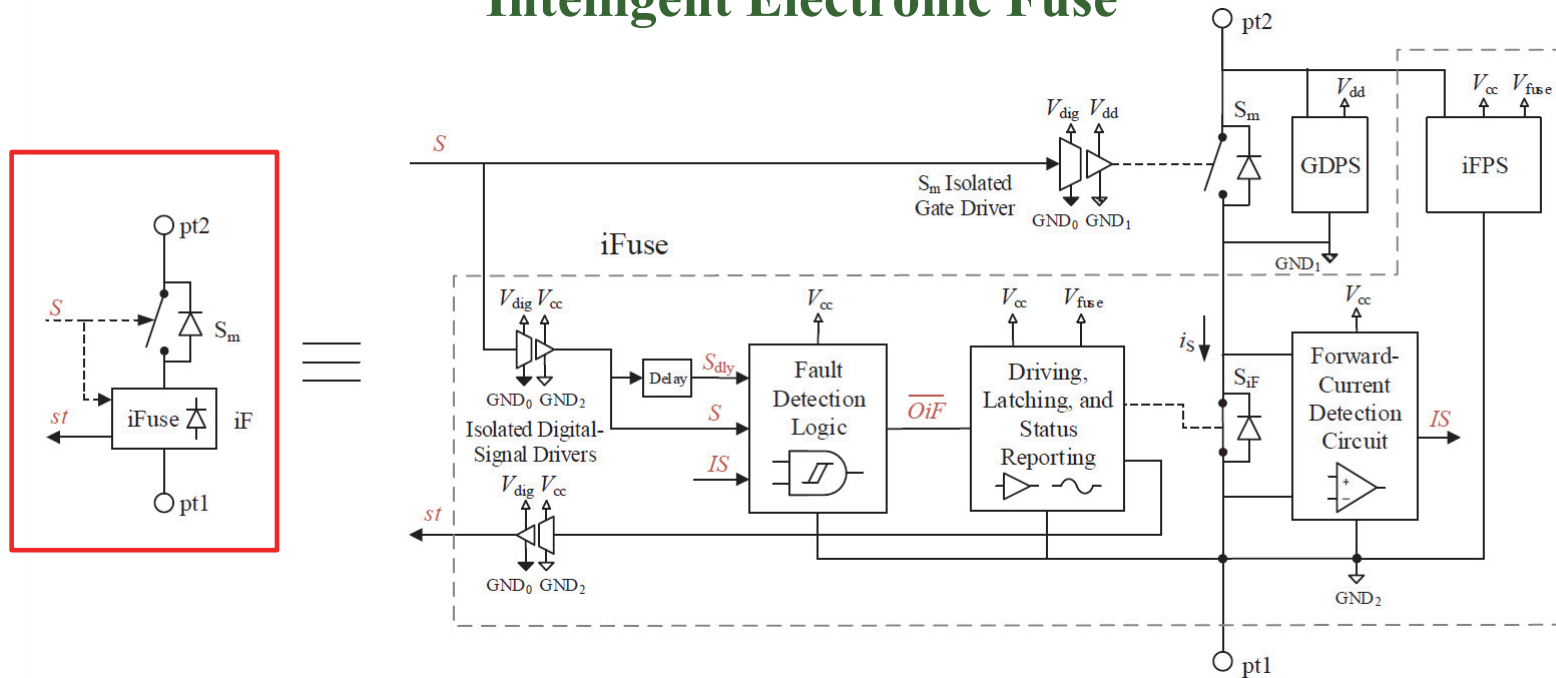 Intelligent Electronic Fuse
pt2
S
Sm
st
iFuse
iF
pt1
pt2
S
Vdig Vdd
Sm Isolated
Gate Driver
GND0 GND1
Sm
Vdd
GDPS
GND1
Vcc Vfuse
iFPS
iFuse
Vdig Vcc
GND0 GND2
Isolated Digital-
Signal Drivers
Vdig Vcc
st
GND0 GND2
Delay
Sdly
S
IS
Vcc
Fault
Detection
Logic
OiF
Vcc
Vfuse
Driving,
Latching, and
Status
Reporting
iS
SiF
Vcc
Forward-
Current
Detection
Circuit
+
−
IS
GND2
pt1